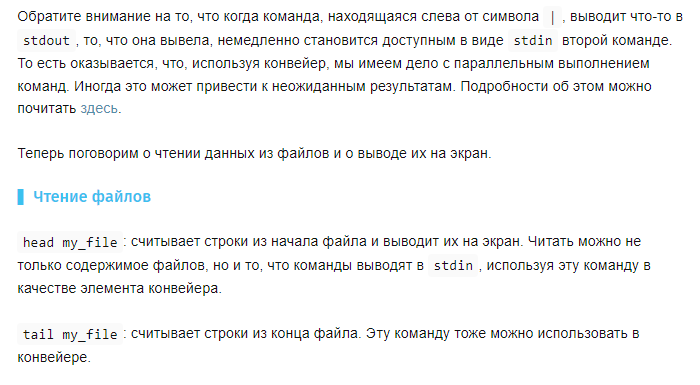 Обратите внимание на то, что когда команда, находящаяся слева от символа |, выводит что-то в
stdout, то, что она вывела, немедленно становится доступным в виде stdin второй команде.
То есть оказывается, что, используя конвейер, мы имеем дело с параллельным выполнением
команд. Иногда это может привести к неожиданным результатам. Подробности об этом можно
почитать здесь.
Теперь поговорим о чтении данных из файлов и о выводе их на экран.
Чтение файлов
head my_file: считывает строки из начала файла и выводит их на экран. Читать можно не
только содержимое файлов, но и то, что команды выводят в stdin, используя эту команду в
качестве элемента конвейера.
tail my_file: считывает строки из конца файла. Эту команду тоже можно использовать в
конвейере.